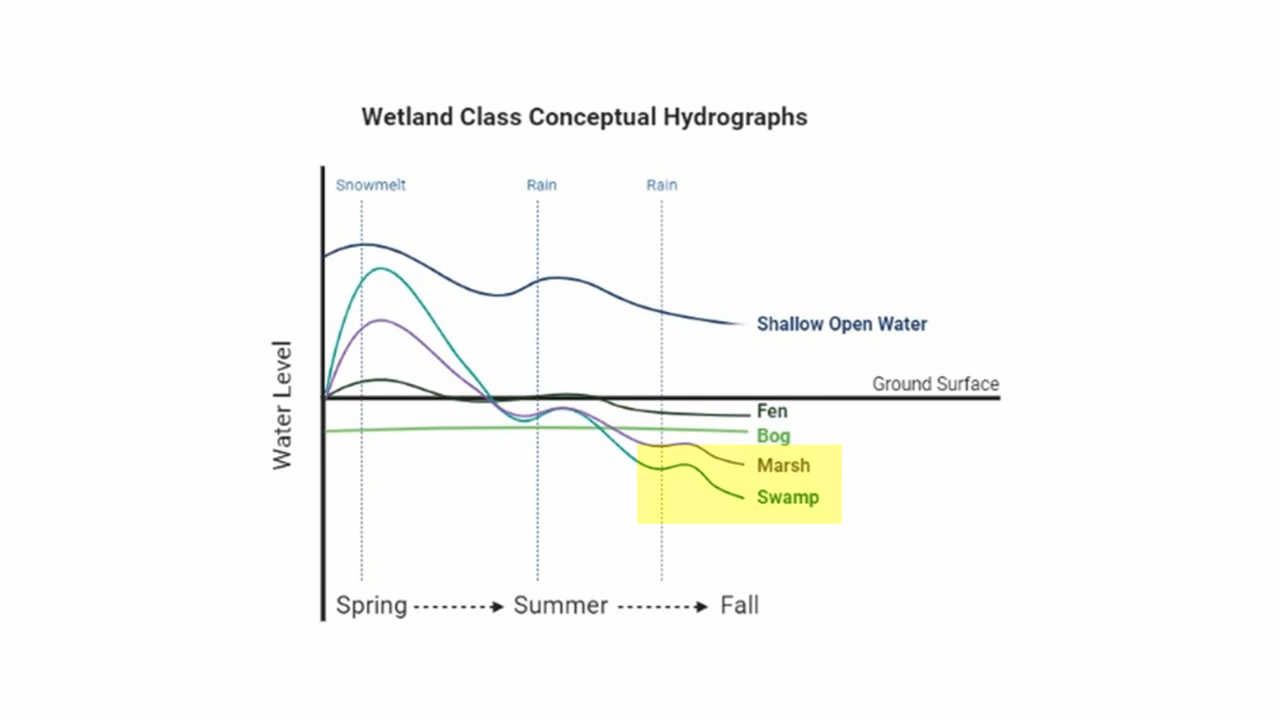 Wetland Class Conceptual Hydrographs
Snowmelt
Rain
Rain
Water Level
Shallow Open Water
Ground Surface
Fen
Bog
Marsh
Swamp
Spring Summer Fall